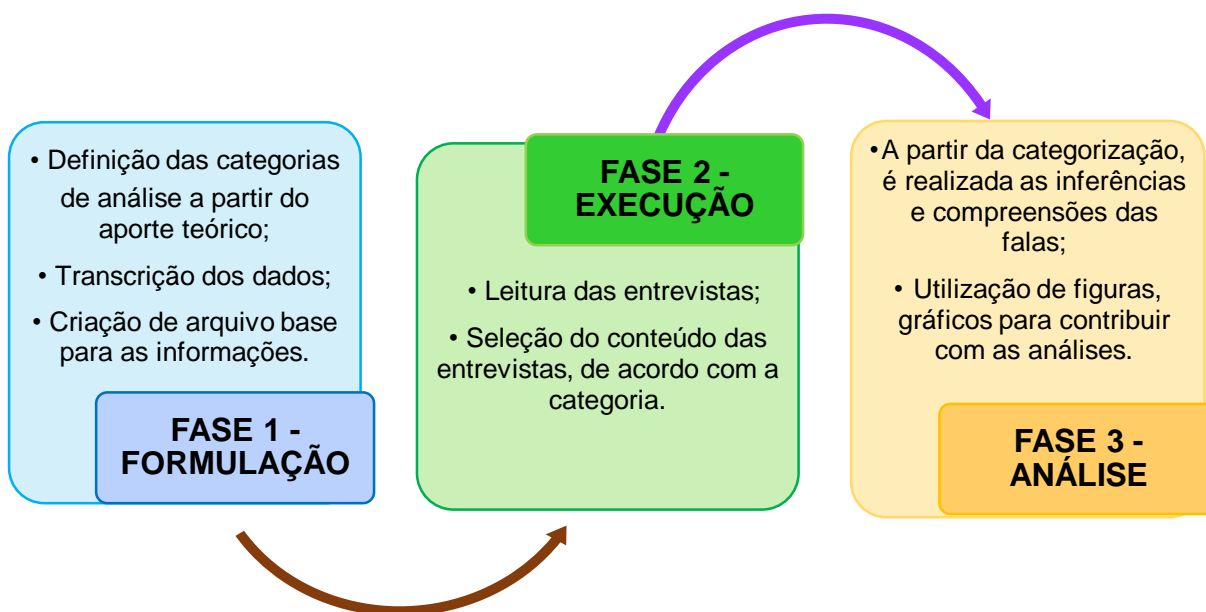 • Definição das categorias
de análise a partir do
aporte teórico;
• Transcrição dos dados;
• Criação de arquivo base
para as informações.
FASE 1 -
FORMULAÇÃO
FASE 2 -
EXECUÇÃO
• Leitura das entrevistas;
• Seleção do conteúdo das
entrevistas, de acordo com a
categoria.
• A partir da categorização,
é realizada as inferências
e compreensões das
falas;
• Utilização de figuras,
gráficos para contribuir
com as análises.
FASE 3 -
ANÁLISE